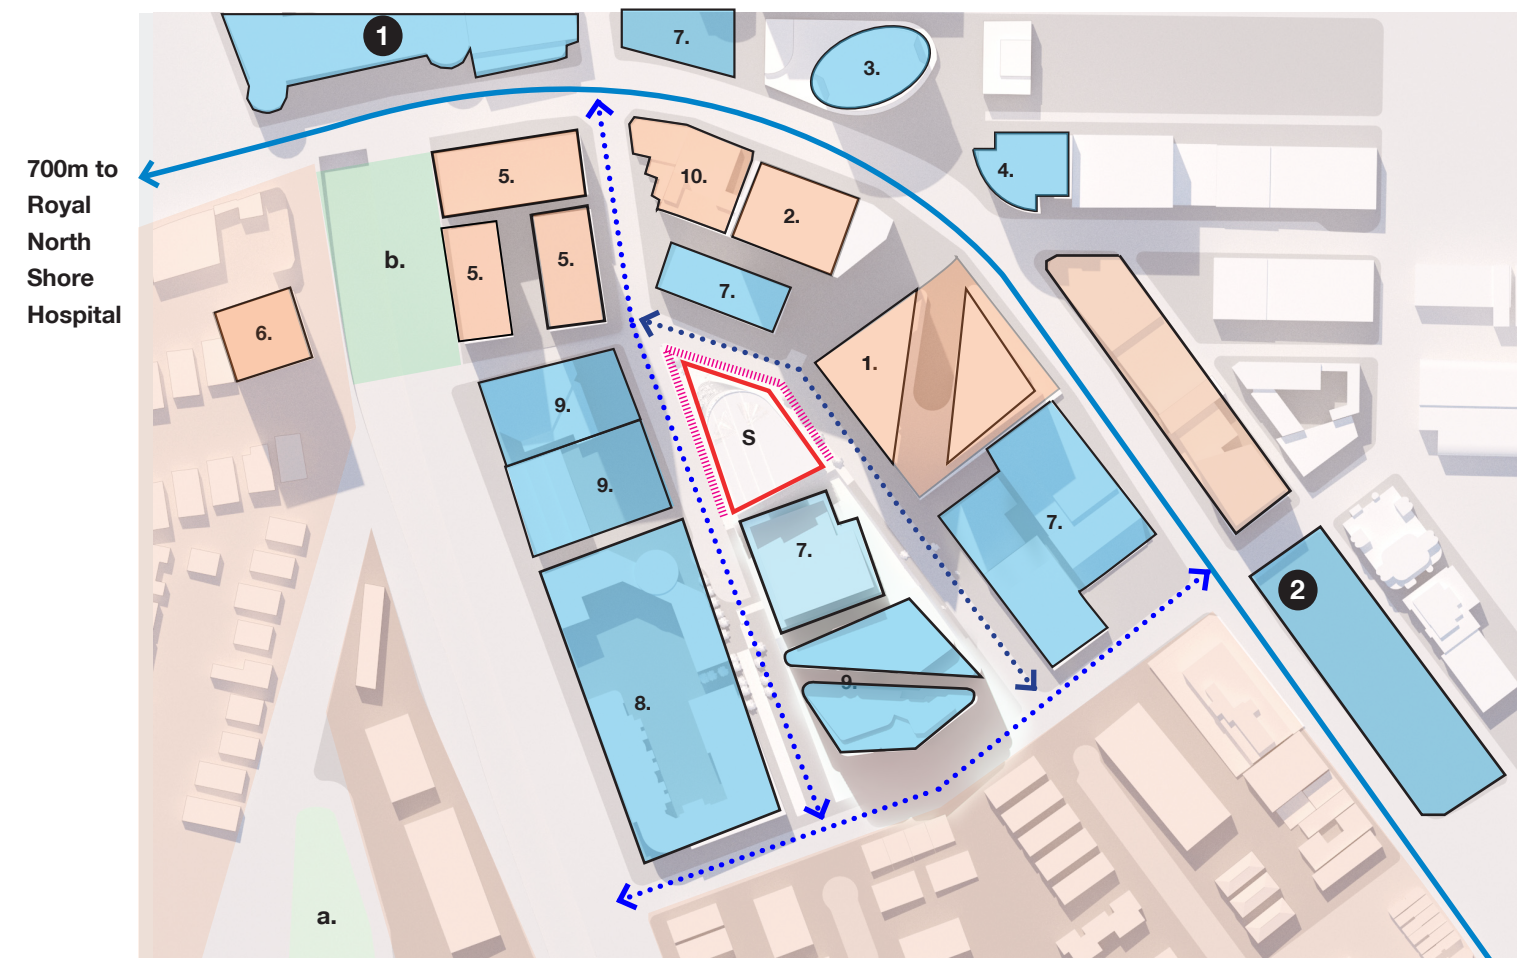 1
7.
3.
700m to
Royal
North
Shore
Hospital
5.
10.
4.
2.
b.
5.
5.
7.
6.
1.
9.
S
9.
7.
7.
2
9.
8.
a.